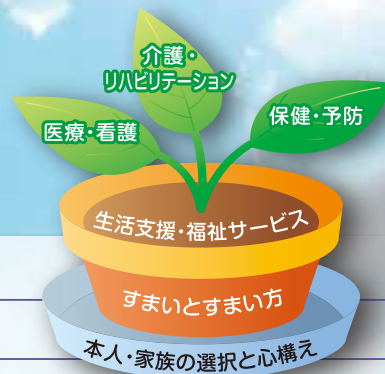 介護・
リハビリテーション
医療・看護
保健・予防
生活支援・福祉サービス
すまいとすまい方
本人・家族の選択と心構え